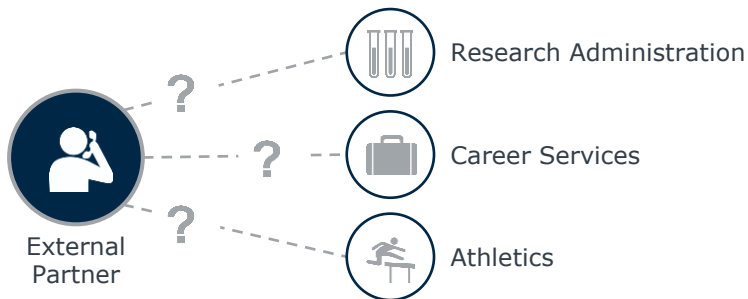 ?
Research Administration
?
Career Services
?
Athletics
External
Partner